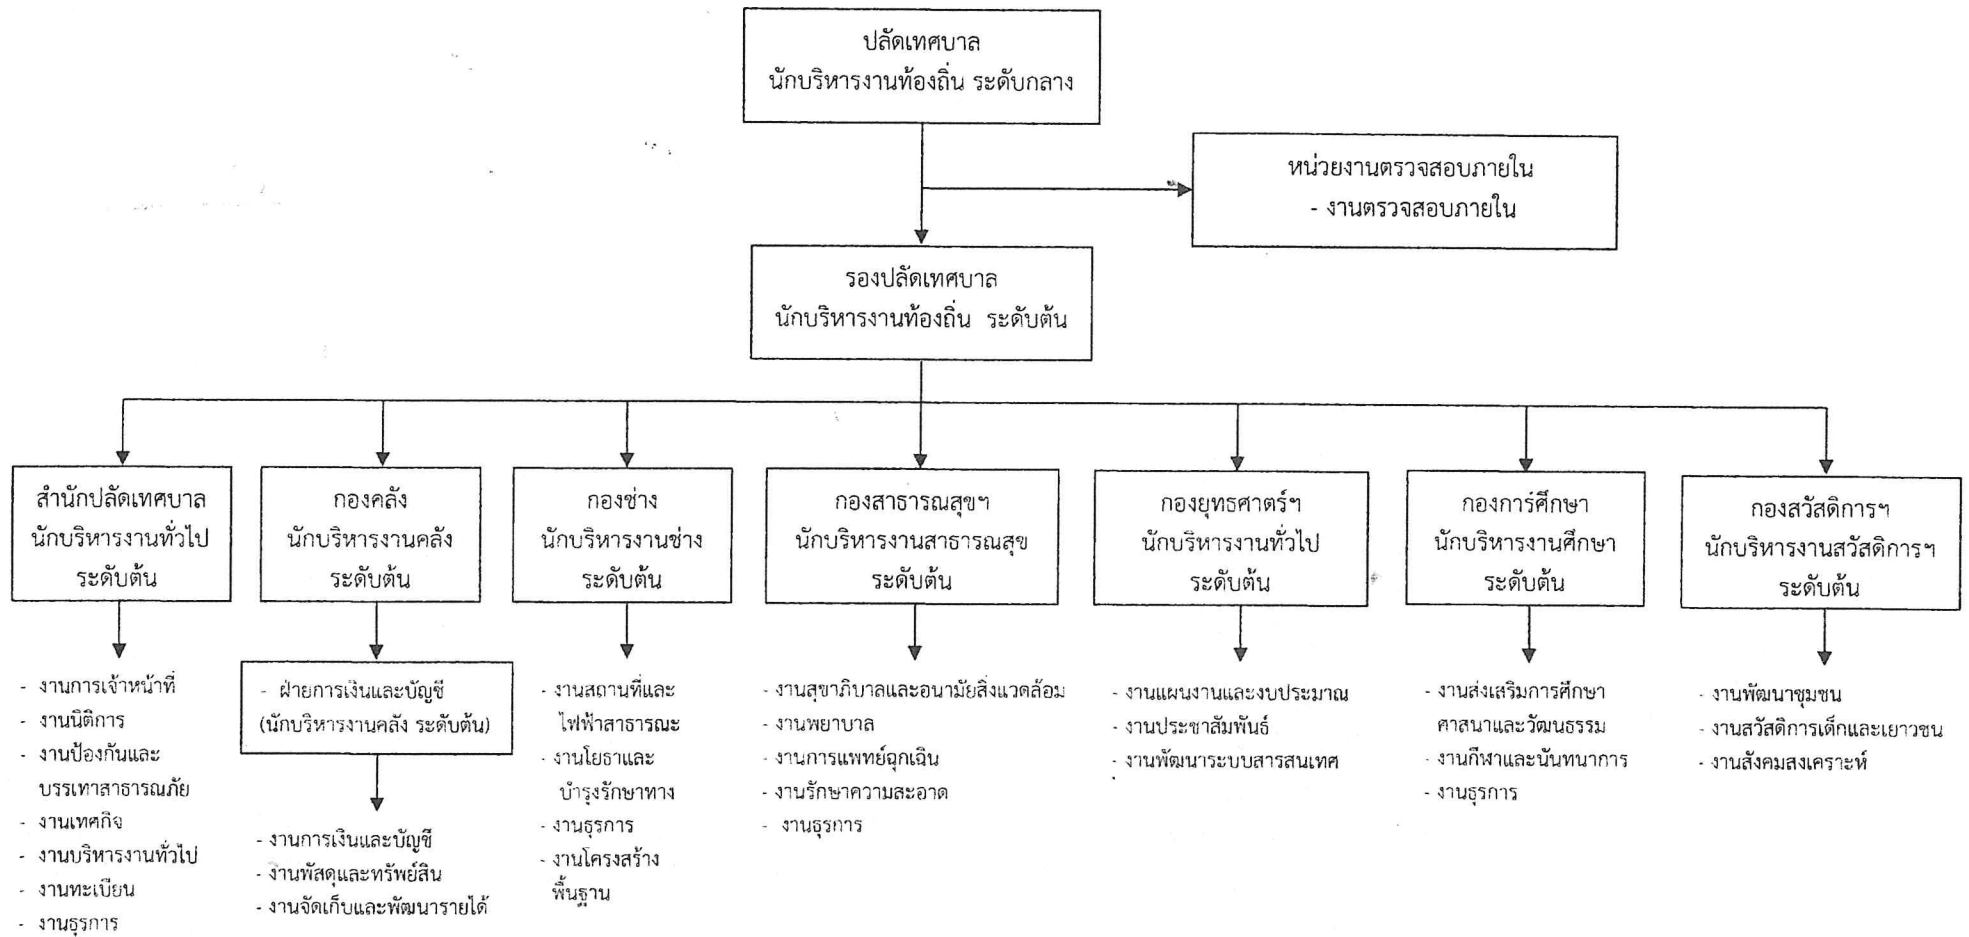 ปลัดเทศบาล
นักบริหารงานท้องถิ่น ระดับกลาง
หน่วยงานตรวจสอบภายใน
- งานตรวจสอบภายใน
รองปลัดเทศบาล
นักบริหารงานท้องถิ่น ระดับต้น
สำนักปลัดเทศบาล
นักบริหารงานทั่วไป
ระดับต้น
- งานการเจ้าหน้าที่
- งานนิติการ
- งานป้องกันและ
บรรเทาสาธารณภัย
- งานเทศกิจ
- งานบริหารงานทั่วไป
- งานทะเบียน
- งานธุรการ
กองคลัง
นักบริหารงานคลัง
ระดับต้น
- ฝ่ายการเงินและบัญชี
(นักบริหารงานคลัง ระดับต้น)
- งานการเงินและบัญชี
- งานพัสดุและทรัพย์สิน
- งานจัดเก็บและพัฒนารายได้
กองช่าง
นักบริหารงานช่าง
ระดับต้น
- งานสถานที่และ
ไฟฟ้าสาธารณะ
- งานโยธาและ
บำรุงรักษาทาง
- งานธุรการ
- งานโครงสร้าง
พื้นฐาน
กองสาธารณสุขฯ
นักบริหารงานสาธารณสุข
ระดับต้น
- งานสุขาภิบาลและอนามัยสิ่งแวดล้อม
- งานพยาบาล
- งานการแพทย์ฉุกเฉิน
- งานรักษาความสะอาด
- งานธุรการ
กองยุทธศาตร์ฯ
นักบริหารงานทั่วไป
ระดับต้น
- งานแผนงานและงบประมาณ
- งานประชาสัมพันธ์
- งานพัฒนาระบบสารสนเทศ
กองการศึกษา
นักบริหารงานศึกษา
ระดับต้น
- งานส่งเสริมการศึกษา
ศาสนาและวัฒนธรรม
- งานกีฬาและนันทนาการ
- งานธุรการ
กองสวัสดิการฯ
นักบริหารงานสวัสดิการฯ
ระดับต้น
- งานพัฒนาชุมชน
- งานสวัสดิการเด็กและเยาวชน
- งานสังคมสงเคราะห์